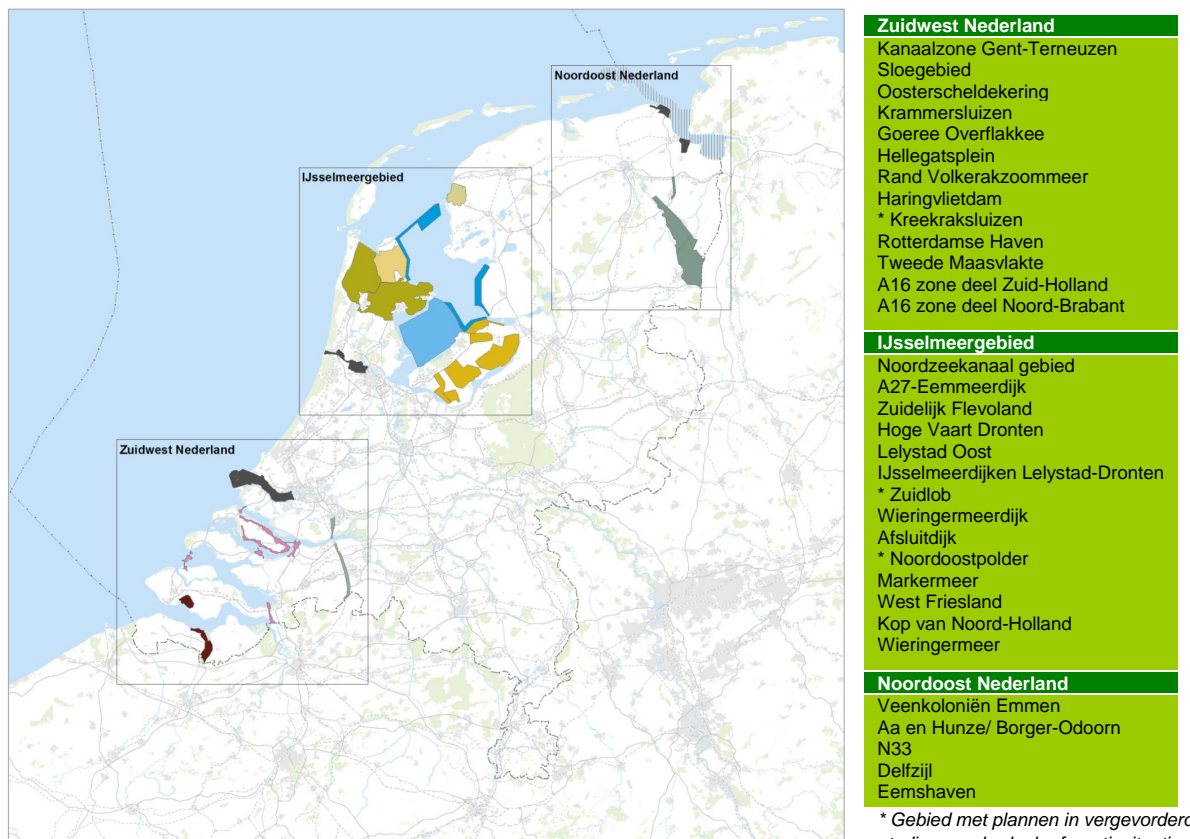 Noordoost Nederland
IJsselmeergebied
Zuidwest Nederland
Zuidwest Nederland
Kanaalzone Gent-Terneuzen
Sloegebied
Oosterscheldekering
Krammersluizen
Goeree Overflakkee
Hellegatsplein
Rand Volkerakzoommeer
Haringvlietdam
* Kreekraksluizen
Rotterdamse Haven
Tweede Maasvlakte
A16 zone deel Zuid-Holland
A16 zone deel Noord-Brabant
IJsselmeergebied
Noordzeekanaal gebied
A27-Eemmeerdijk
Zuidelijk Flevoland
Hoge Vaart Dronten
Lelystad Oost
IJsselmeerdijken Lelystad-Dronten
* Zuidlob
Wieringermeerdijk
Afsluitdijk
* Noordoostpolder
Markermeer
West Friesland
Kop van Noord-Holland
Wieringermeer
Noordoost Nederland
Veenkoloniën Emmen
Aa en Hunze/ Borger-Odoorn
N33
Delfzijl
Eemshaven
* Gebied met plannen in